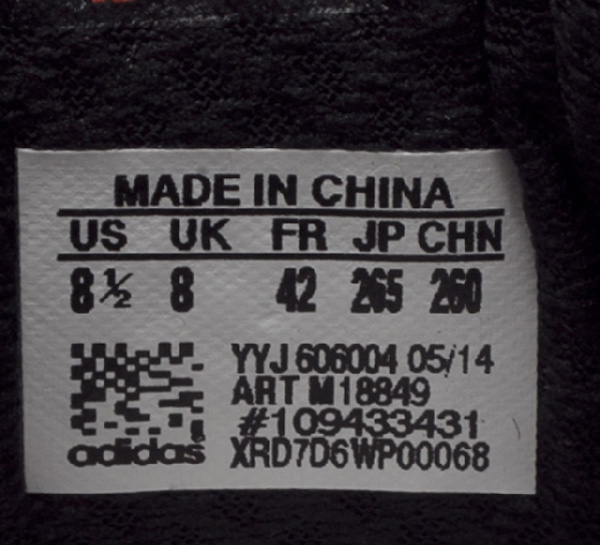 MADE IN CHINA
US UK FR JP CHN
8½ 8 42 265 260
YYJ 606004 05/14
ART M18849
#109433431
adidas XRD7D6WP00068